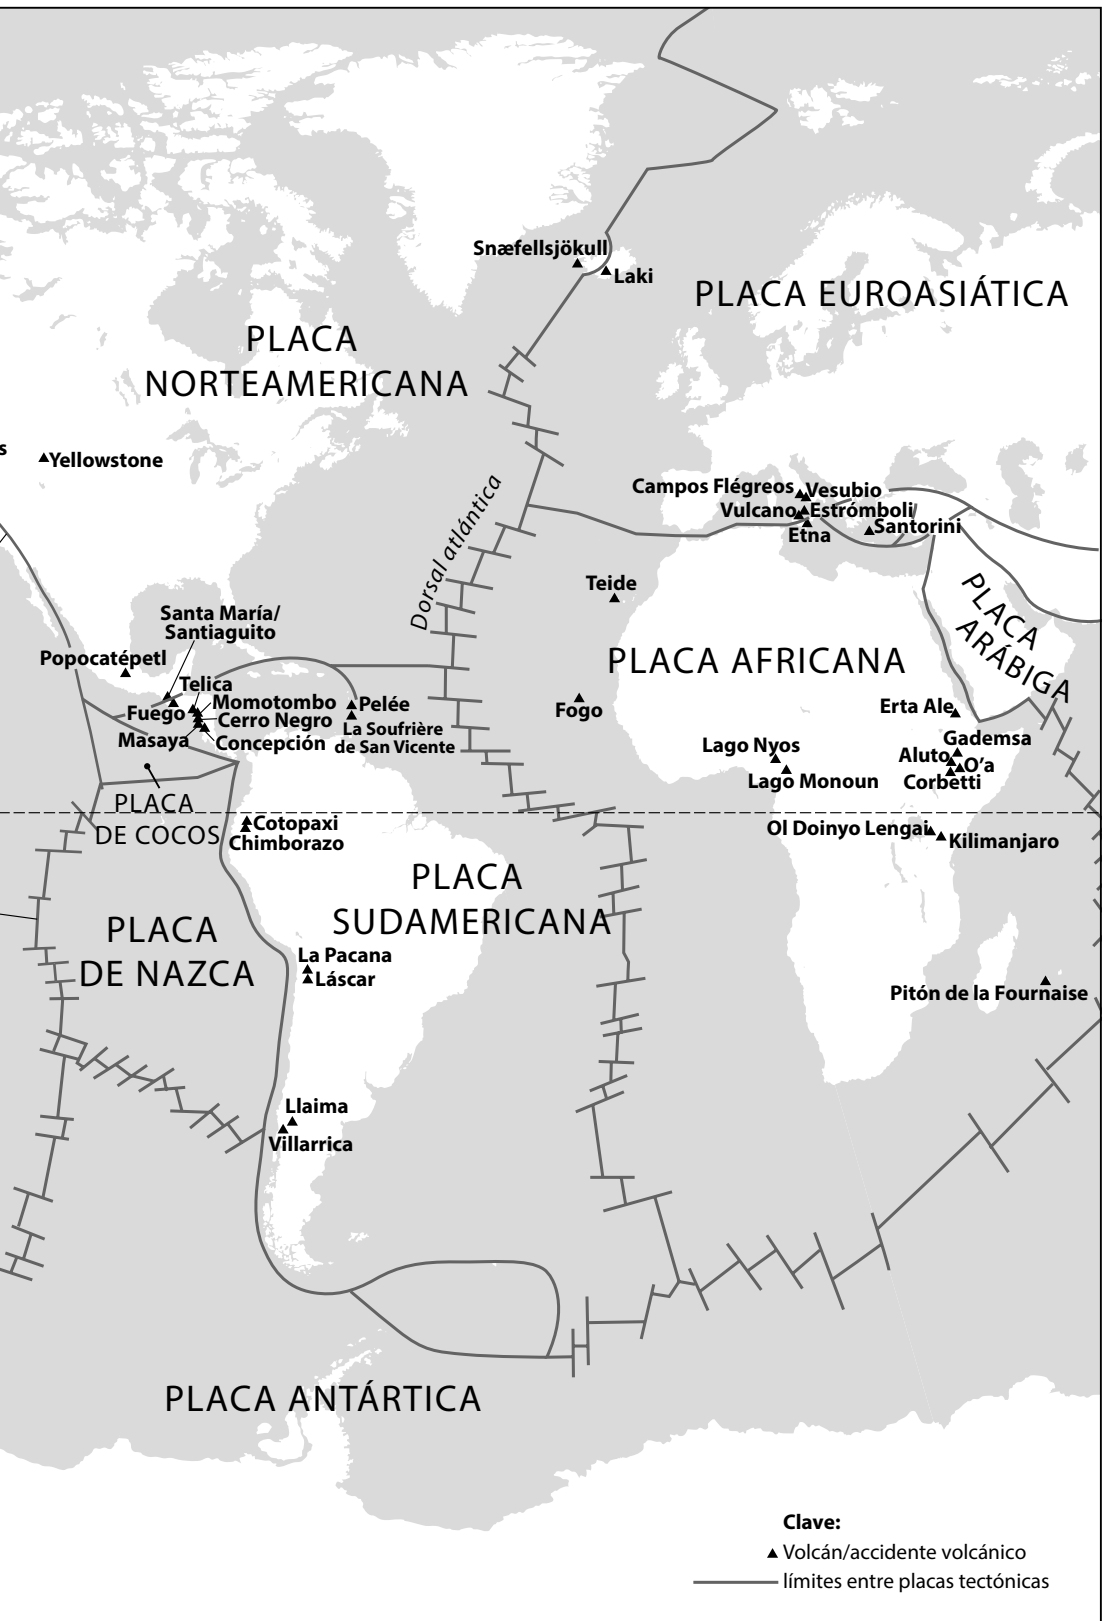 Snæfellsjökull
Laki
PLACA EUROASIÁTICA
PLACA
NORTEAMERICANA
s
Yellowstone
Campos Flégreos
Vesubio
Vulcano
Estrómboli
Etna
Santorini
Dorsal atlántica
Teide
PLACA
ARÁBIGA
Santa María/
Santiaguito
Popocatépetl
PLACA AFRICANA
Telica
Momotombo
Fuego
Cerro Negro
Masaya
Concepción
Pelée
La Soufrière
de San Vicente
Fogo
Erta Ale
Gademsa
Lago Nyos
Aluto
O’a
Lago Monoun
Corbetti
PLACA
DE COCOS
Cotopaxi
Chimborazo
Ol Doinyo Lengai
Kilimanjaro
PLACA
SUDAMERICANA
PLACA
DE NAZCA
La Pacana
Láscar
Pitón de la Fournaise
Llaima
Villarrica
PLACA ANTÁRTICA
Clave:
Volcán/accidente volcánico
límites entre placas tectónicas